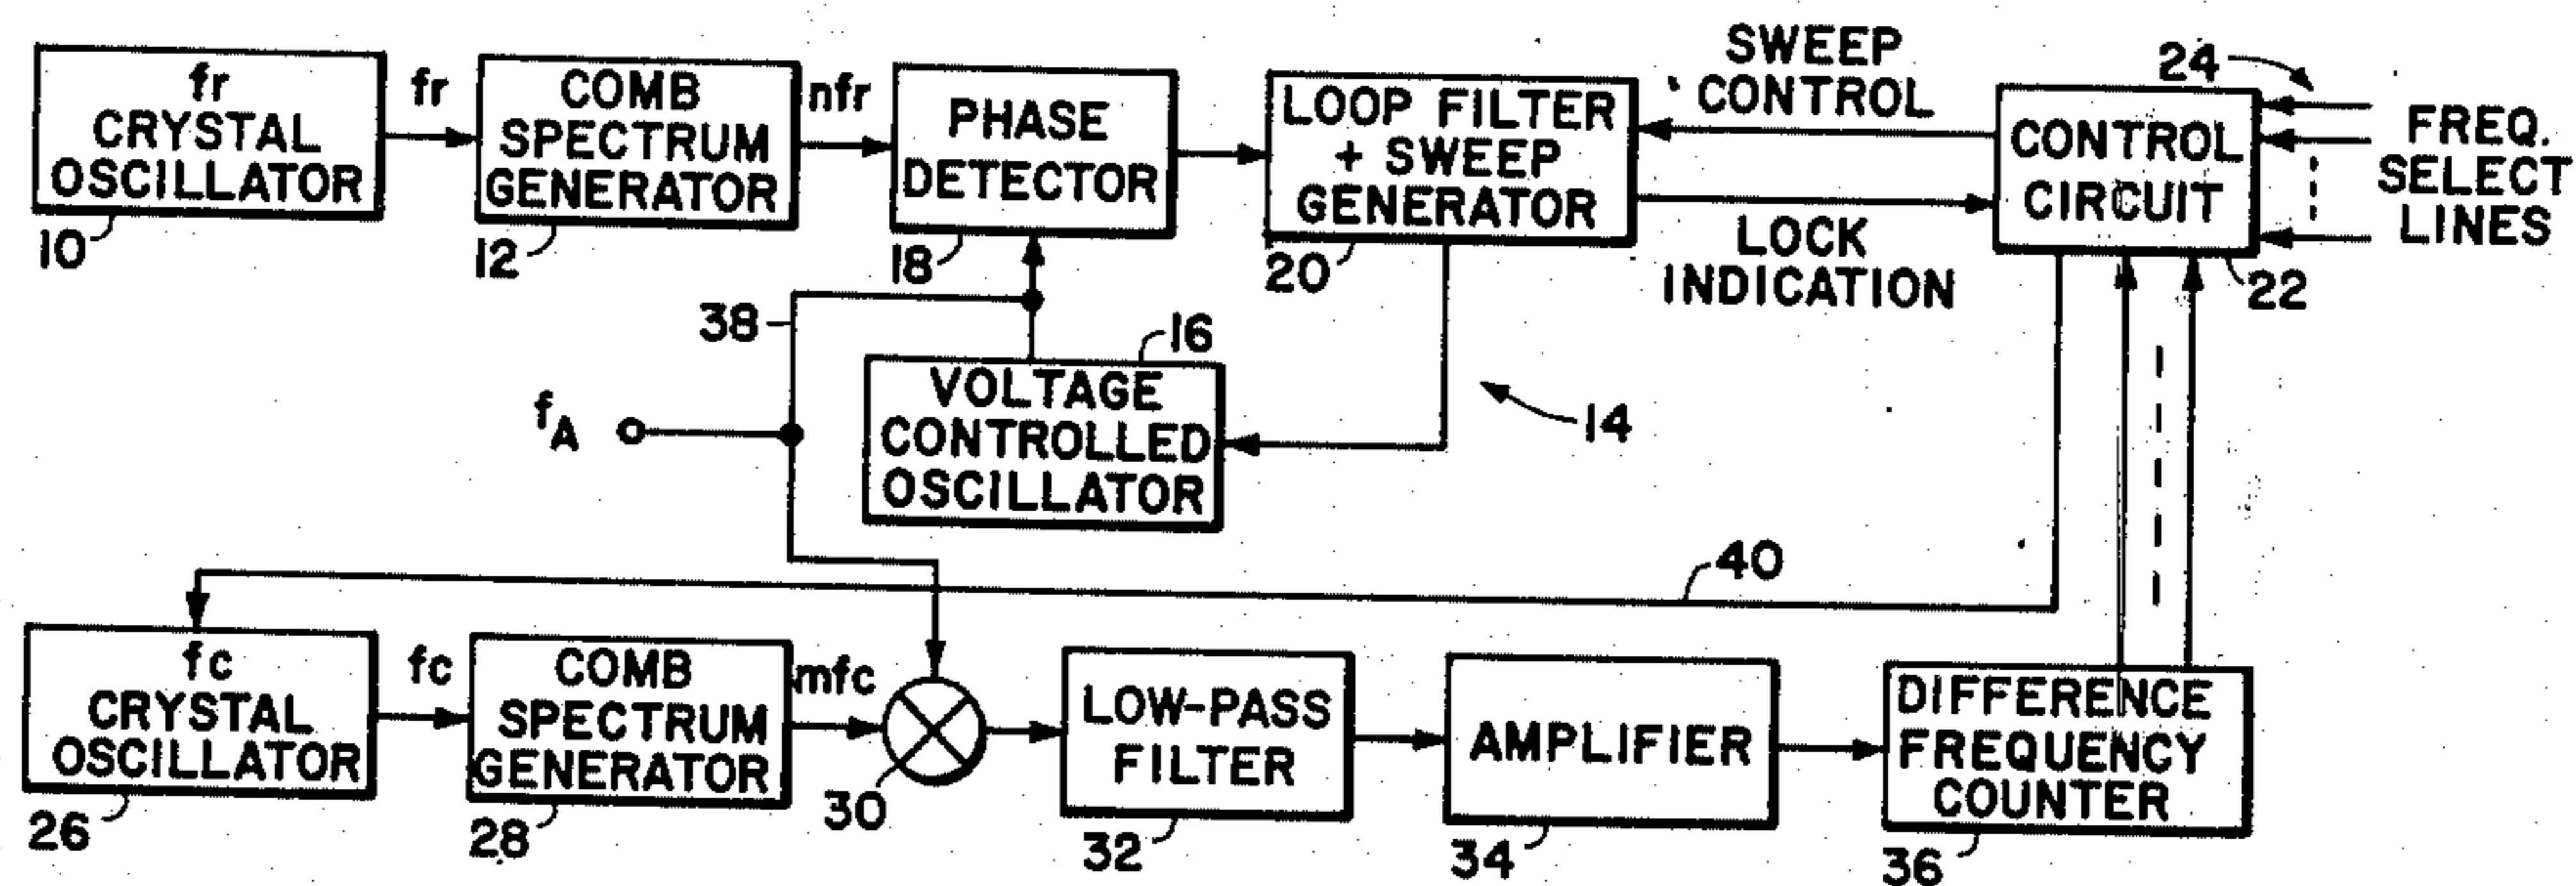 fr
CRYSTAL
OSCILLATOR
10
fr
COMB
SPECTRUM
GENERATOR
12
nfr
PHASE
DETECTOR
18
LOOP FILTER
+ SWEEP
GENERATOR
20
SWEEP
CONTROL
LOCK
INDICATION
CONTROL
CIRCUIT
22
24
FREQ.
SELECT
LINES
38
16
VOLTAGE
CONTROLLED
OSCILLATOR
14
fA
40
fc
CRYSTAL
OSCILLATOR
26
fc
COMB
SPECTRUM
GENERATOR
28
mfc
30
LOW-PASS
FILTER
32
AMPLIFIER
34
DIFFERENCE
FREQUENCY
COUNTER
36